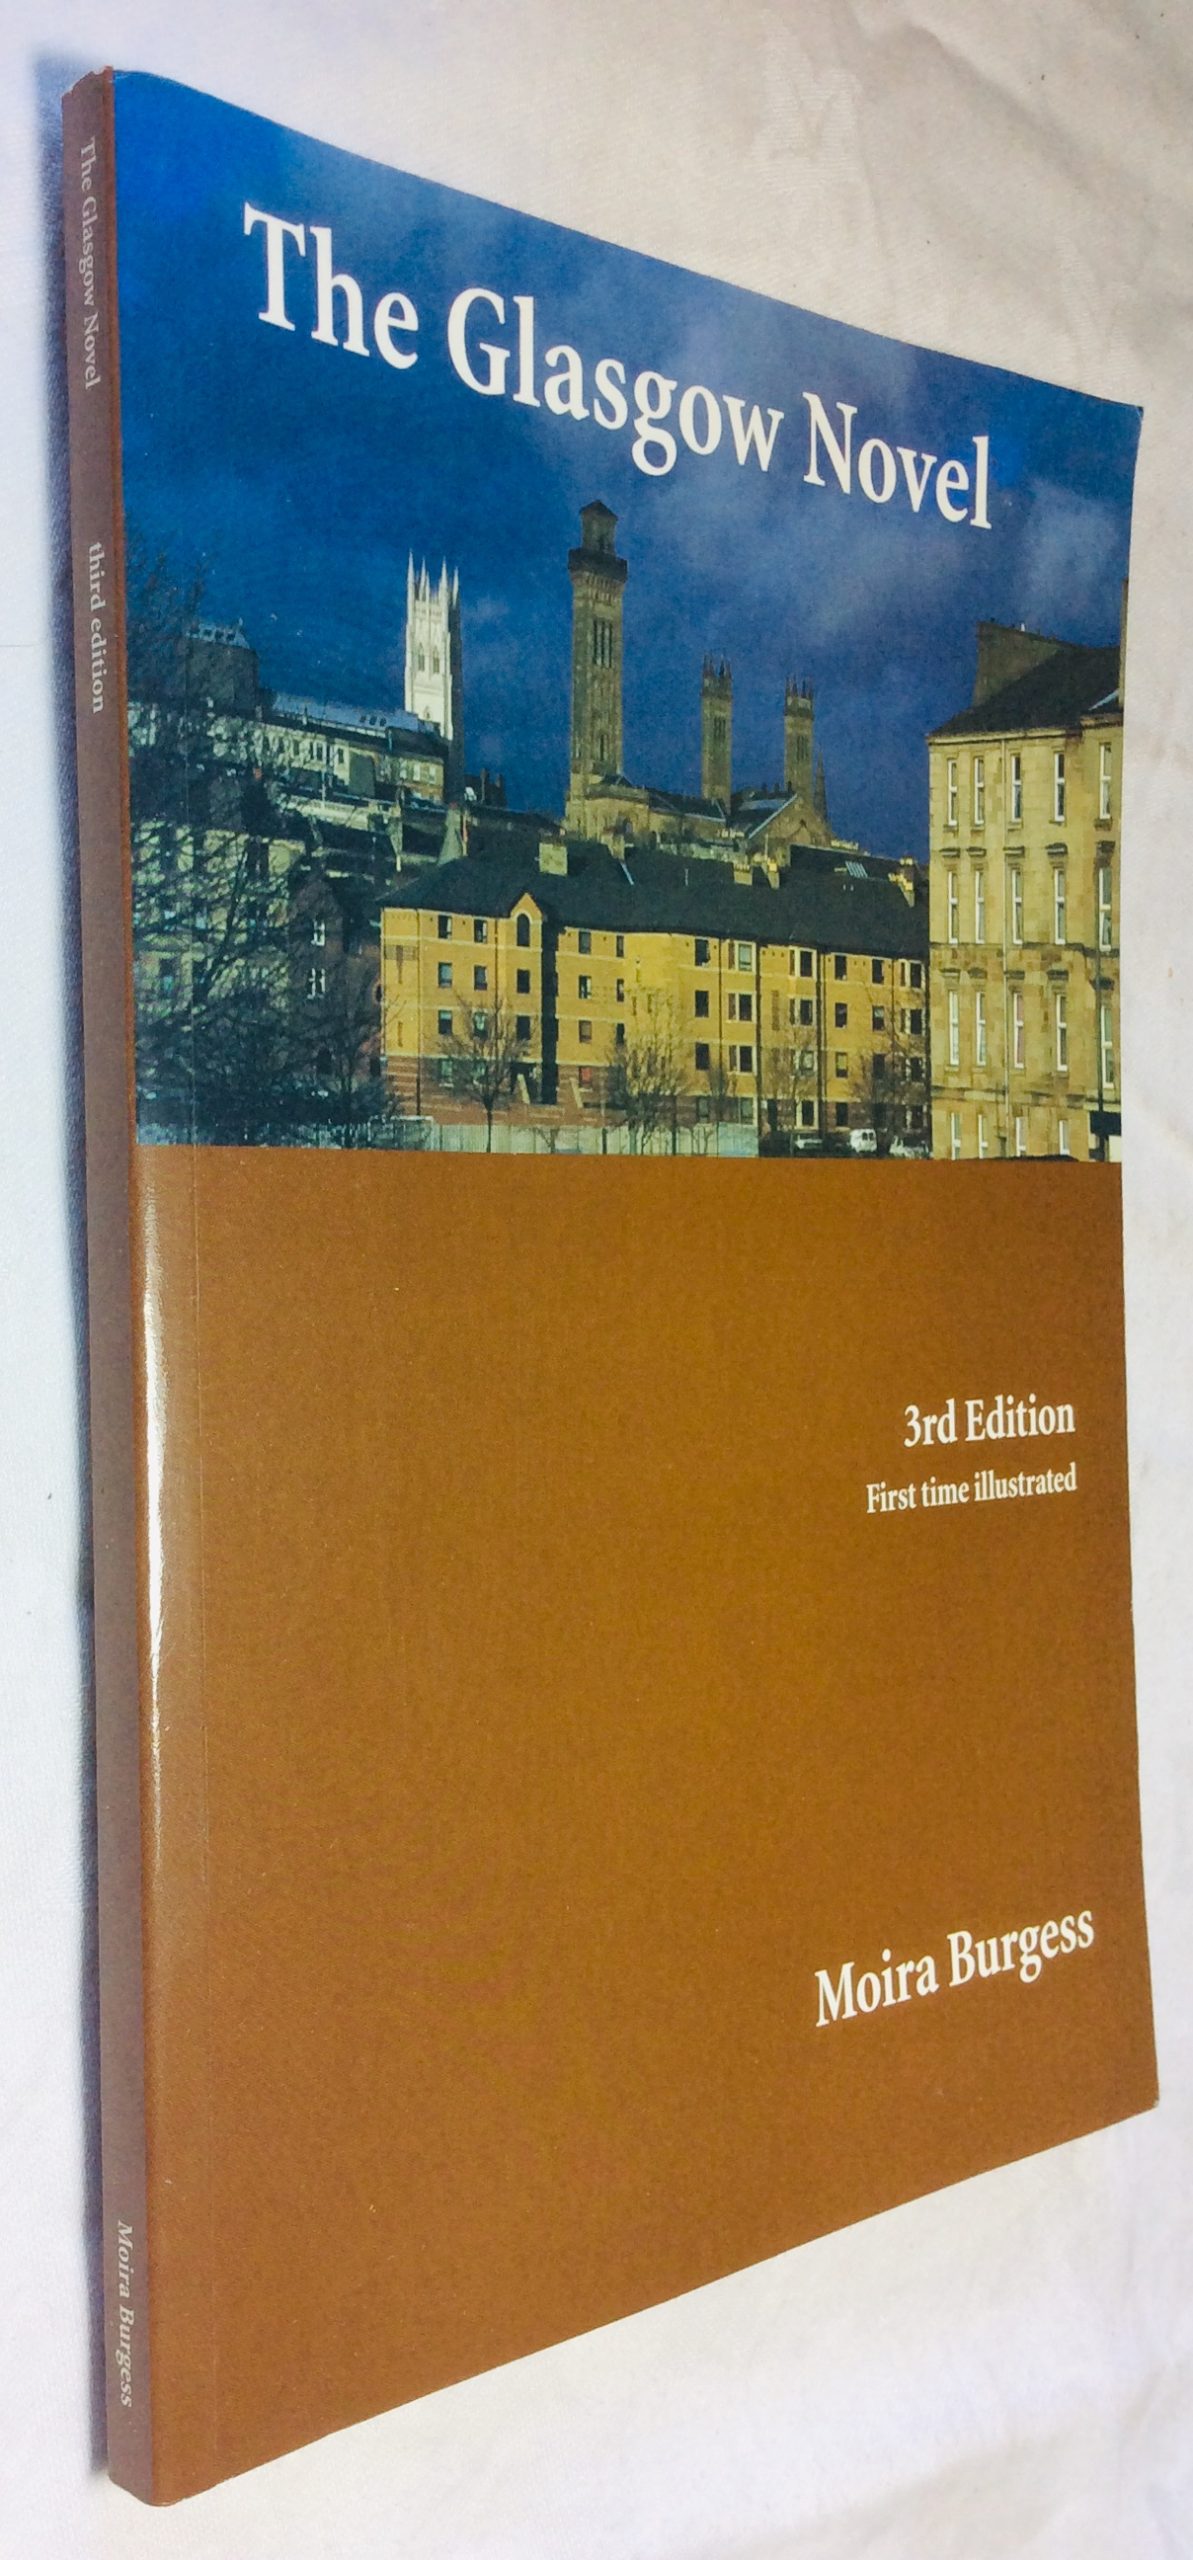 The Glasgow Novel
3rd Edition
First time illustrated
Moira Burgess
The Glasgow Novel
third edition
Moira Burgess